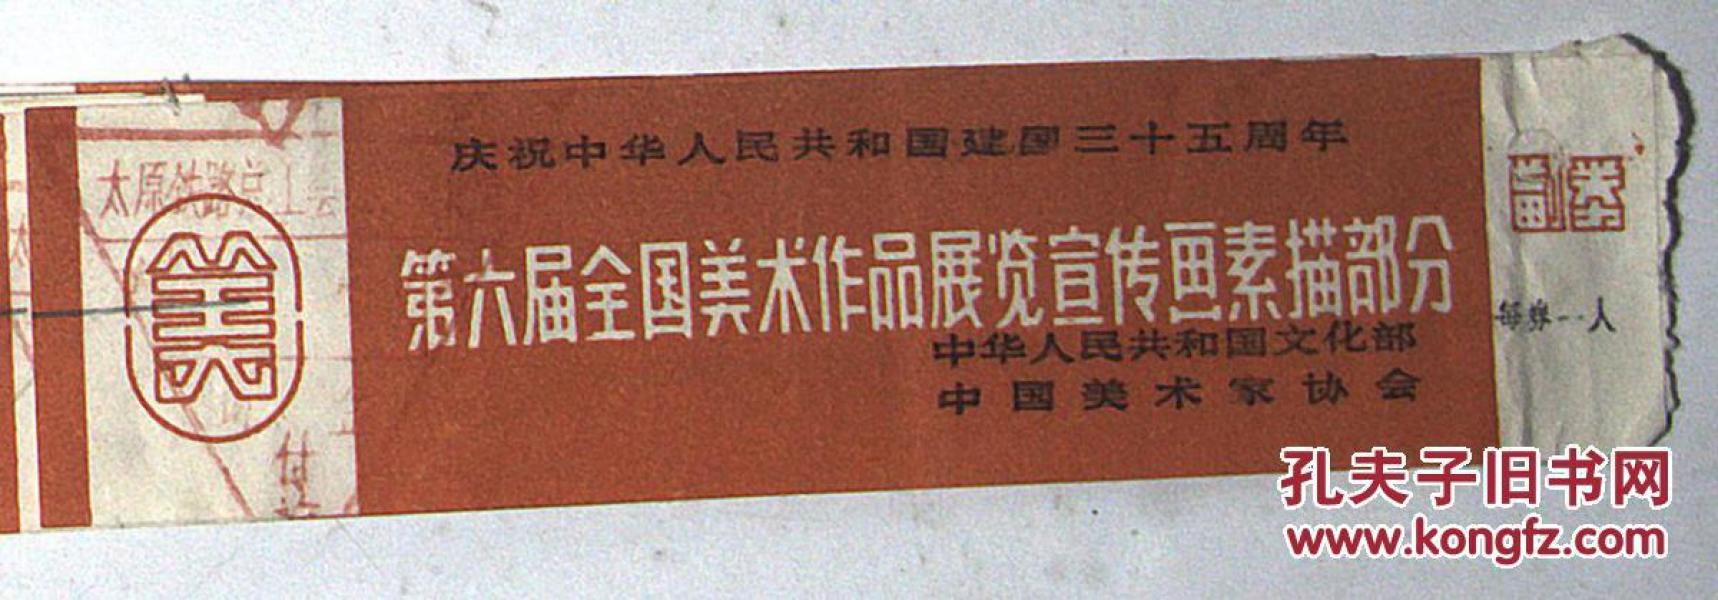 庆祝中华人民共和国建国三十五周年
太原铁路总工会
美
第六届全国美术作品展览宣传画素描部分
中华人民共和国文化部
中国美术家协会
副券
每券一人
孔夫子旧书网
www.kongfz.com